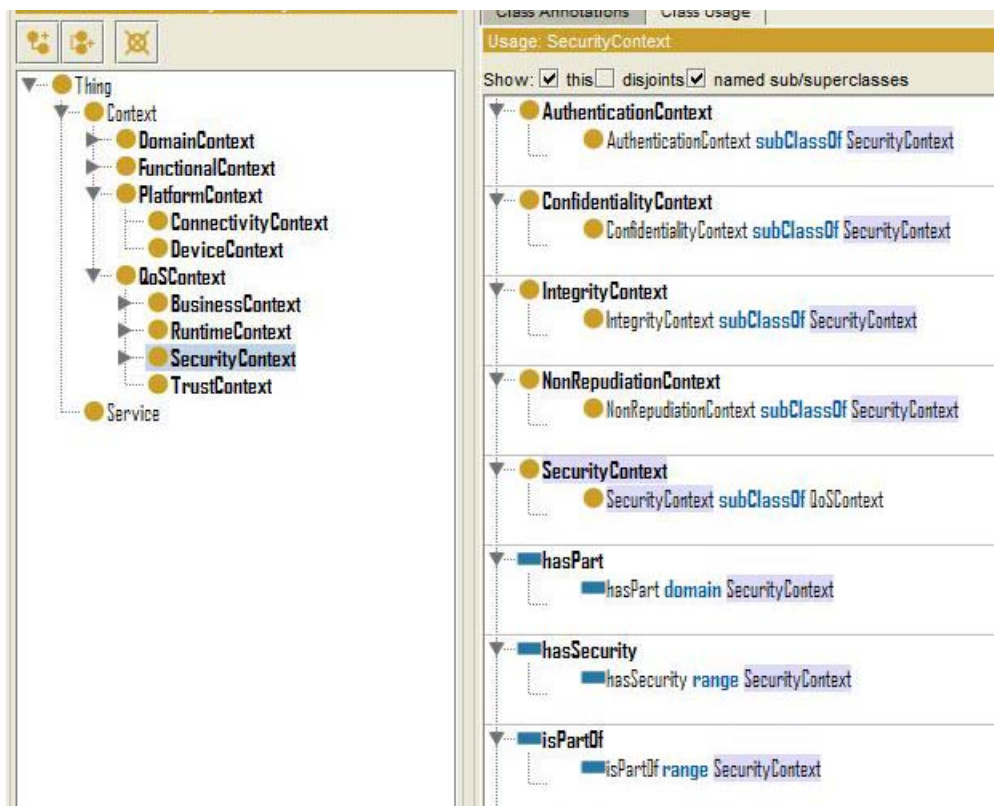 Thing
Context
DomainContext
FunctionalContext
PlatformContext
ConnectivityContext
DeviceContext
QoSContext
BusinessContext
RuntimeContext
SecurityContext
TrustContext
Service
Class Annotations Class Usage
Usage: SecurityContext
Show: this disjoints named sub/superclasses
AuthenticationContext
AuthenticationContext subClassOf SecurityContext
ConfidentialityContext
ConfidentialityContext subClassOf SecurityContext
IntegrityContext
IntegrityContext subClassOf SecurityContext
NonRepudiationContext
NonRepudiationContext subClassOf SecurityContext
SecurityContext
SecurityContext subClassOf QoSContext
hasPart
hasPart domain SecurityContext
hasSecurity
hasSecurity range SecurityContext
isPartOf
isPartOf range SecurityContext